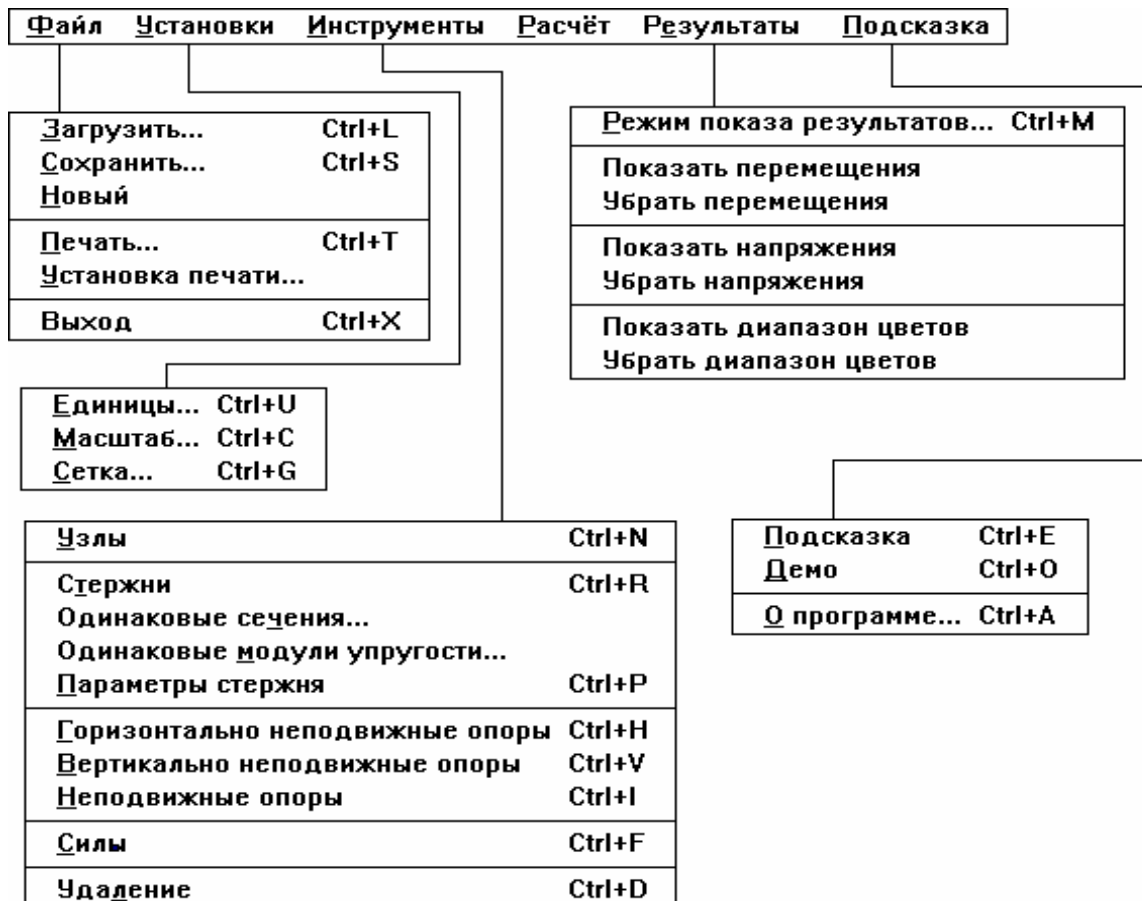 Файл Установки Инструменты Расчёт Результаты Подсказка
Загрузить... Ctrl+L
Сохранить... Ctrl+S
Новый
Печать... Ctrl+T
Установка печати...
Выход Ctrl+X
Режим показа результатов... Ctrl+M
Показать перемещения
Убрать перемещения
Показать напряжения
Убрать напряжения
Показать диапазон цветов
Убрать диапазон цветов
Единицы... Ctrl+U
Масштаб... Ctrl+C
Сетка... Ctrl+G
Узлы Ctrl+N
Стержни Ctrl+R
Одинаковые сечения...
Одинаковые модули упругости...
Параметры стержня Ctrl+P
Горизонтально неподвижные опоры Ctrl+H
Вертикально неподвижные опоры Ctrl+V
Неподвижные опоры Ctrl+I
Силы Ctrl+F
Удаление Ctrl+D
Подсказка Ctrl+E
Демо Ctrl+O
О программе... Ctrl+A